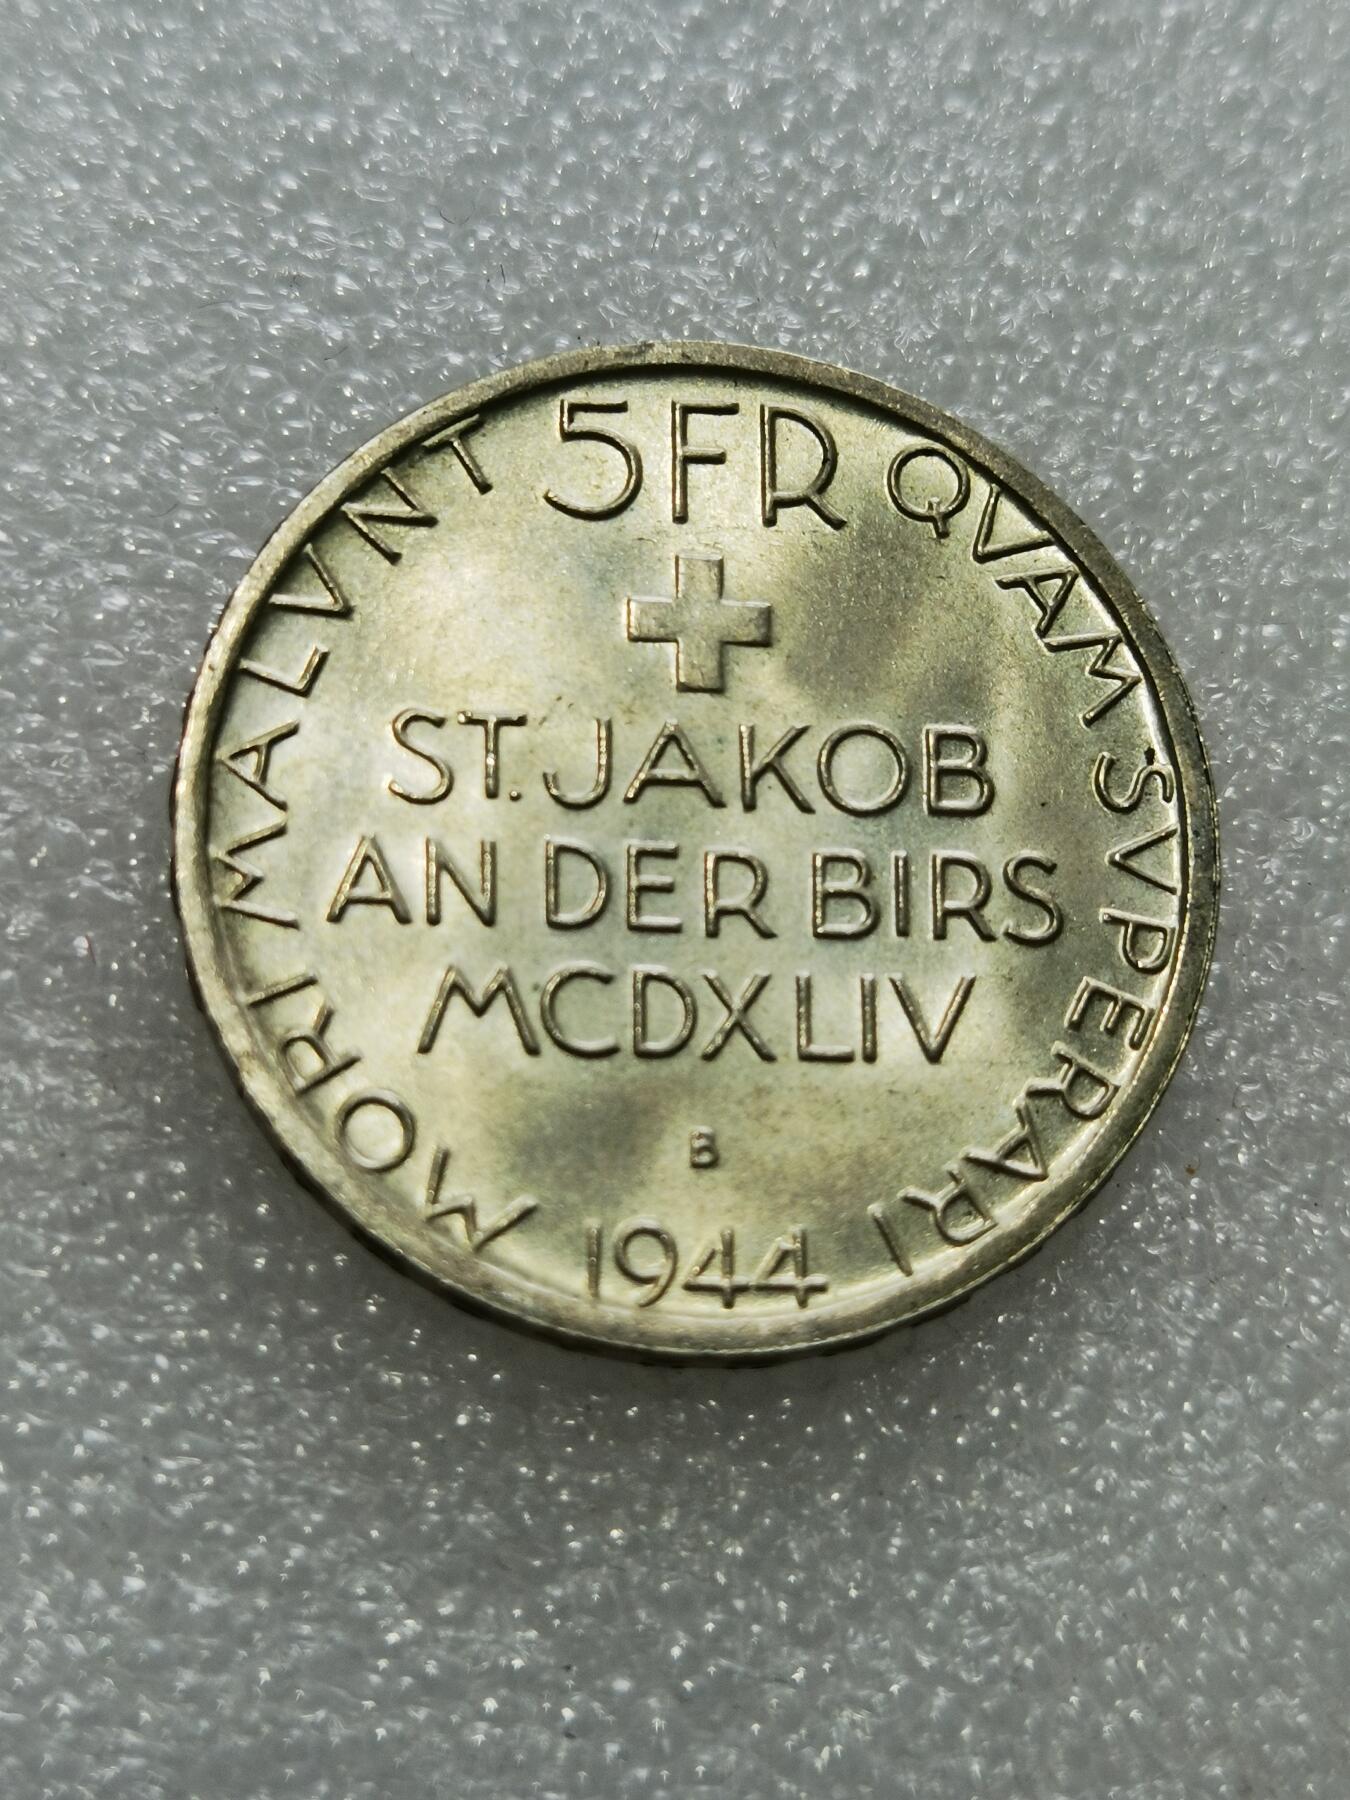 5FR
MORI MALVNT QVAM SVPERARI
ST. JAKOB
AN DER BIRS
MCDXLIV
B
1944